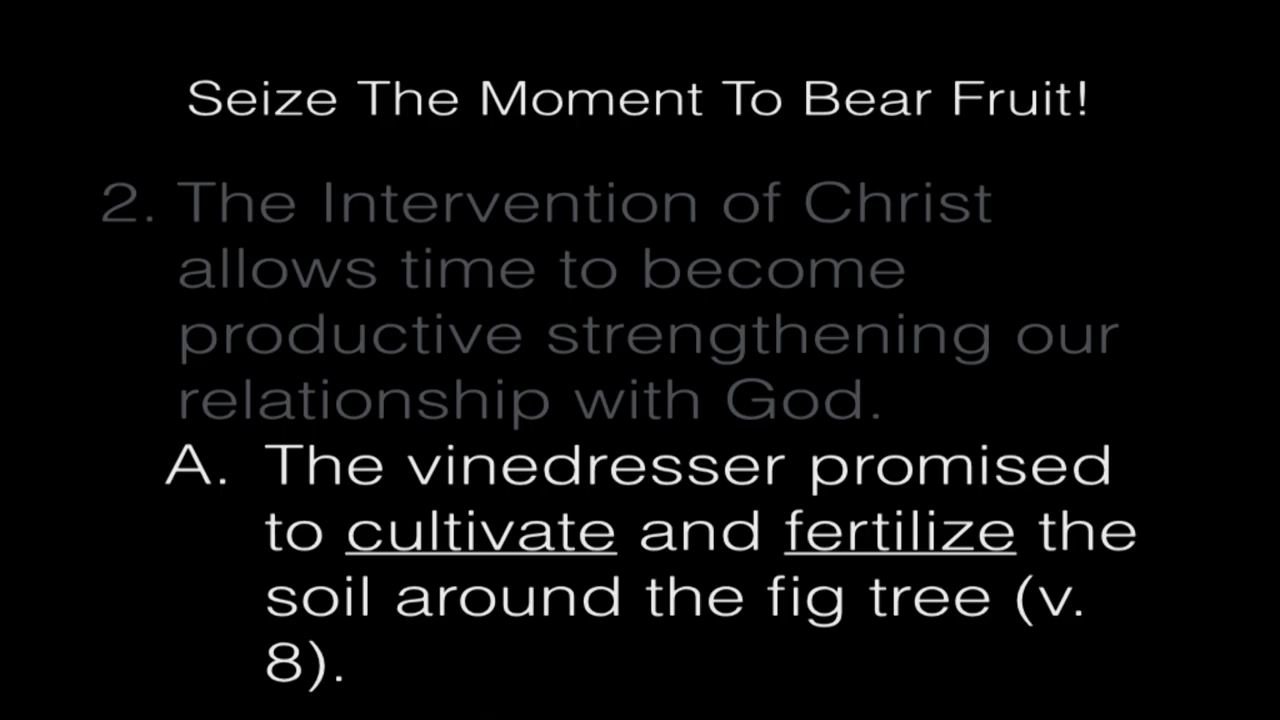 Seize The Moment To Bear Fruit!
2. The Intervention of Christ
allows time to become
productive strengthening our
relationship with God.
A. The vinedresser promised
to cultivate and fertilize the
soil around the fig tree (v.
8).